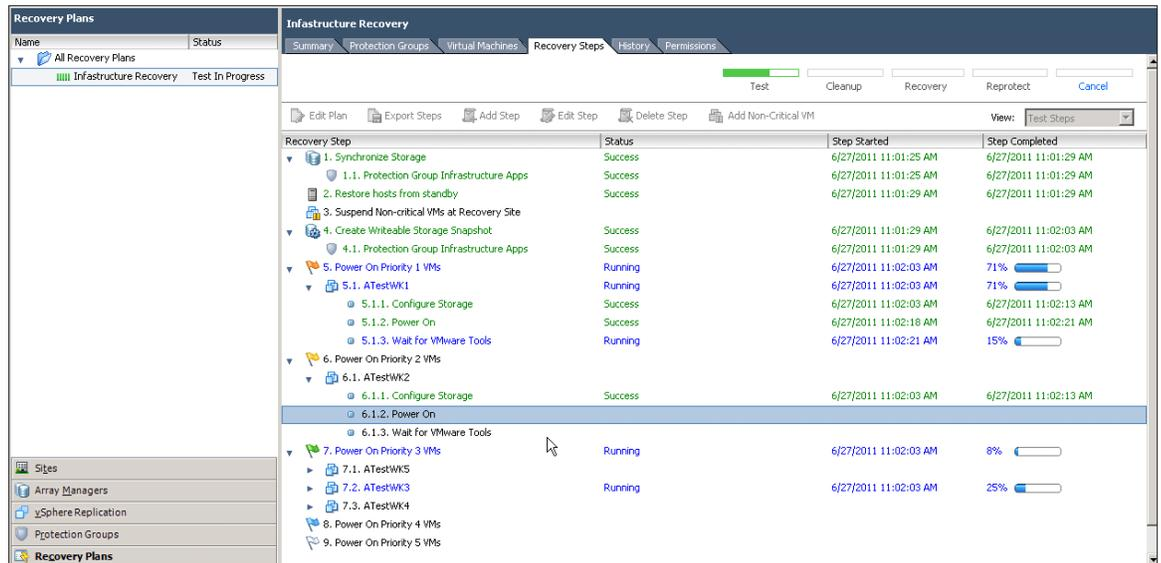 Recovery Plans
Name Status
All Recovery Plans
Infastructure Recovery Test In Progress
Sites
Array Managers
vSphere Replication
Protection Groups
Recovery Plans
Infastructure Recovery
Summary Protection Groups Virtual Machines Recovery Steps History Permissions
Test Cleanup Recovery Reprotect Cancel
Edit Plan Export Steps Add Step Edit Step Delete Step Add Non-Critical VM View: Test Steps
Recovery Step Status Step Started Step Completed
1. Synchronize Storage Success 6/27/2011 11:01:25 AM 6/27/2011 11:01:29 AM
1.1. Protection Group Infrastructure Apps Success 6/27/2011 11:01:25 AM 6/27/2011 11:01:29 AM
2. Restore hosts from standby Success 6/27/2011 11:01:29 AM 6/27/2011 11:01:29 AM
3. Suspend Non-critical VMs at Recovery Site
4. Create Writeable Storage Snapshot Success 6/27/2011 11:01:29 AM 6/27/2011 11:02:03 AM
4.1. Protection Group Infrastructure Apps Success 6/27/2011 11:01:29 AM 6/27/2011 11:02:03 AM
5. Power On Priority 1 VMs Running 6/27/2011 11:02:03 AM 71%
5.1. ATestWK1 Running 6/27/2011 11:02:03 AM 71%
5.1.1. Configure Storage Success 6/27/2011 11:02:03 AM 6/27/2011 11:02:13 AM
5.1.2. Power On Success 6/27/2011 11:02:18 AM 6/27/2011 11:02:21 AM
5.1.3. Wait for VMware Tools Running 6/27/2011 11:02:21 AM 15%
6. Power On Priority 2 VMs
6.1. ATestWK2
6.1.1. Configure Storage Success 6/27/2011 11:02:03 AM 6/27/2011 11:02:13 AM
6.1.2. Power On
6.1.3. Wait for VMware Tools
7. Power On Priority 3 VMs Running 6/27/2011 11:02:03 AM 8%
7.1. ATestWK5
7.2. ATestWK3 Running 6/27/2011 11:02:03 AM 25%
7.3. ATestWK4
8. Power On Priority 4 VMs
9. Power On Priority 5 VMs